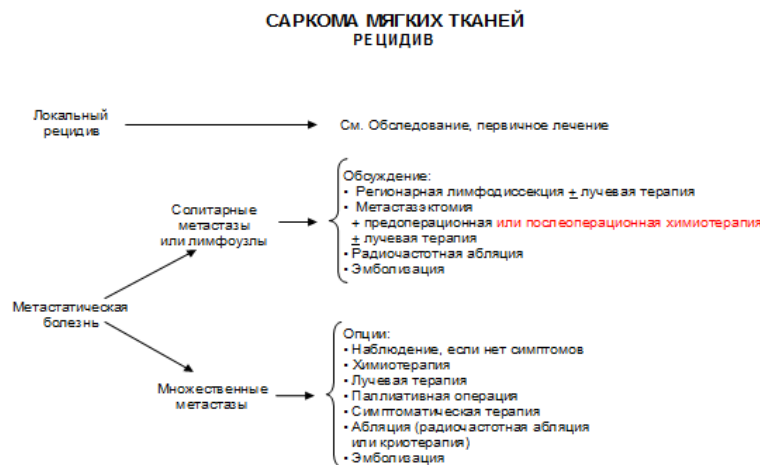 САРКОМА МЯГКИХ ТКАНЕЙ
РЕЦИДИВ
Локальный
рецидив
См. Обследование, первичное лечение
Солитарные
метастазы
или лимфоузлы
Обсуждение:
• Регионарная лимфодиссекция ± лучевая терапия
• Метастазэктомия
+ предоперационная или послеоперационная химиотерапия
± лучевая терапия
• Радиочастотная абляция
• Эмболизация
Метастатическая
болезнь
Множественные
метастазы
Опции:
• Наблюдение, если нет симптомов
• Химиотерапия
• Лучевая терапия
• Паллиативная операция
• Симптоматическая терапия
• Абляция (радиочастотная абляция
или криотерапия)
• Эмболизация